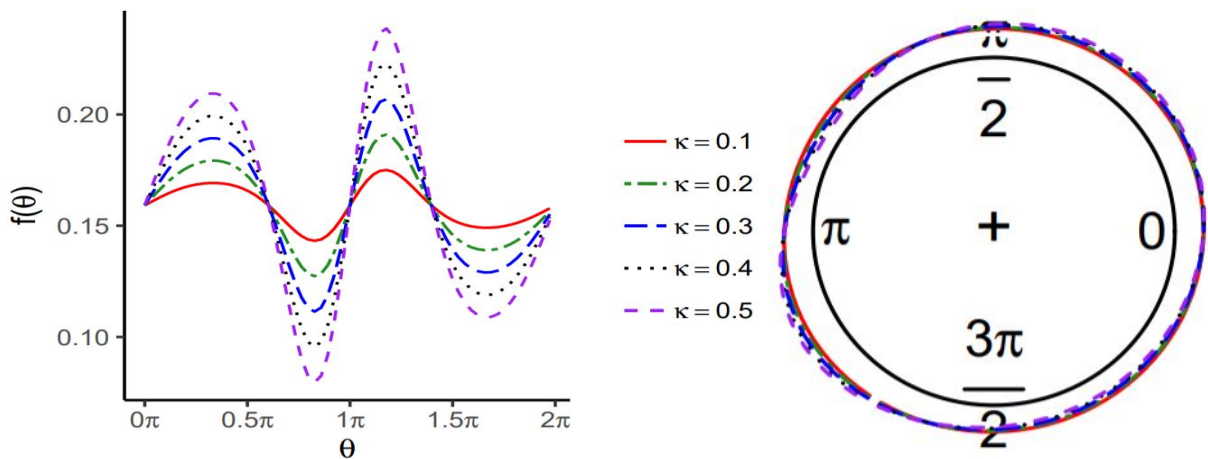 f(θ)
0.20
0.15
0.10
0π
0.5π
1π
1.5π
2π
θ
κ = 0.1
κ = 0.2
κ = 0.3
κ = 0.4
κ = 0.5
π
2
π
+
0
3π
2